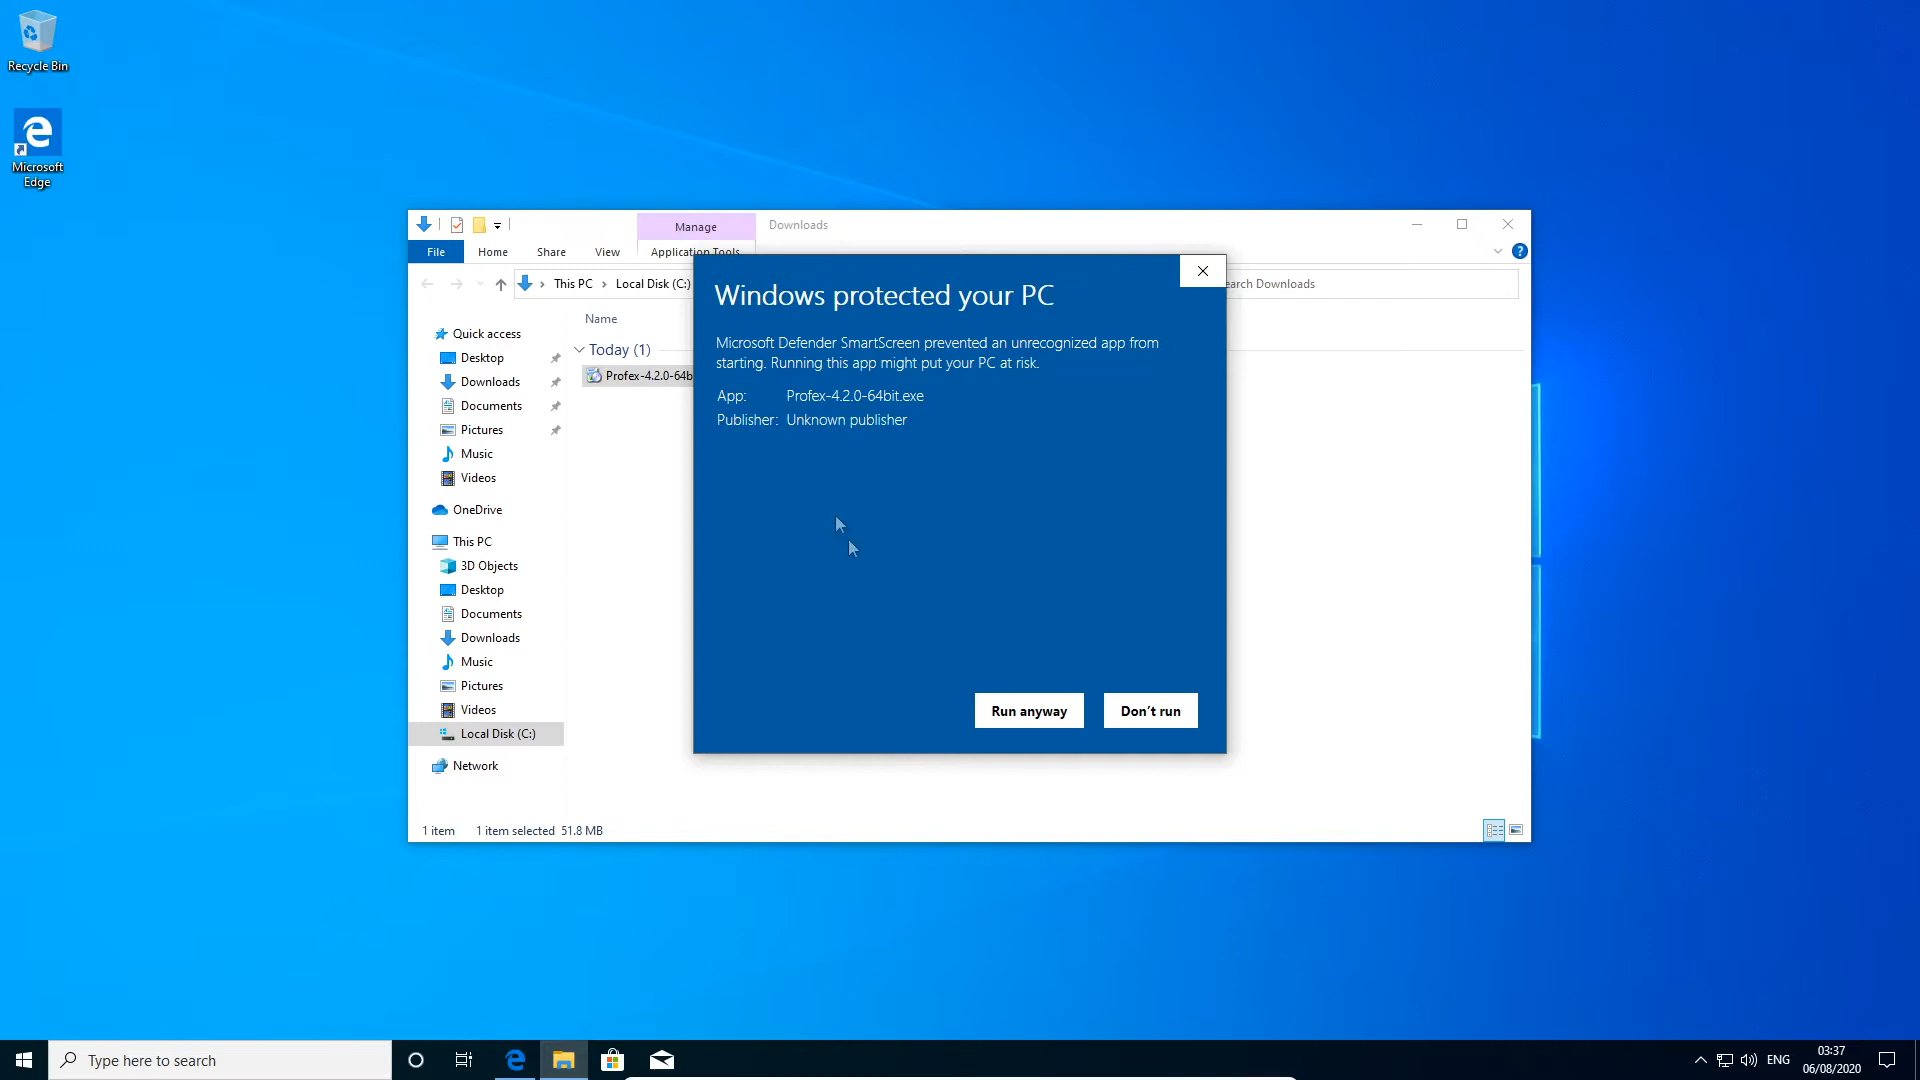 Recycle Bin
Microsoft
Edge
Manage
Downloads
File
Home
Share
View
Application Tools
This PC
Local Disk (C:)
earch Downloads
Name
Quick access
Desktop
Downloads
Documents
Pictures
Music
Videos
OneDrive
This PC
3D Objects
Desktop
Documents
Downloads
Music
Pictures
Videos
Local Disk (C:)
Network
Today (1)
Profex-4.2.0-64b
Windows protected your PC
Microsoft Defender SmartScreen prevented an unrecognized app from
starting. Running this app might put your PC at risk.
App: Profex-4.2.0-64bit.exe
Publisher: Unknown publisher
Run anyway
Don't run
1 item
1 item selected 51.8 MB
Type here to search
ENG
03:37
06/08/2020